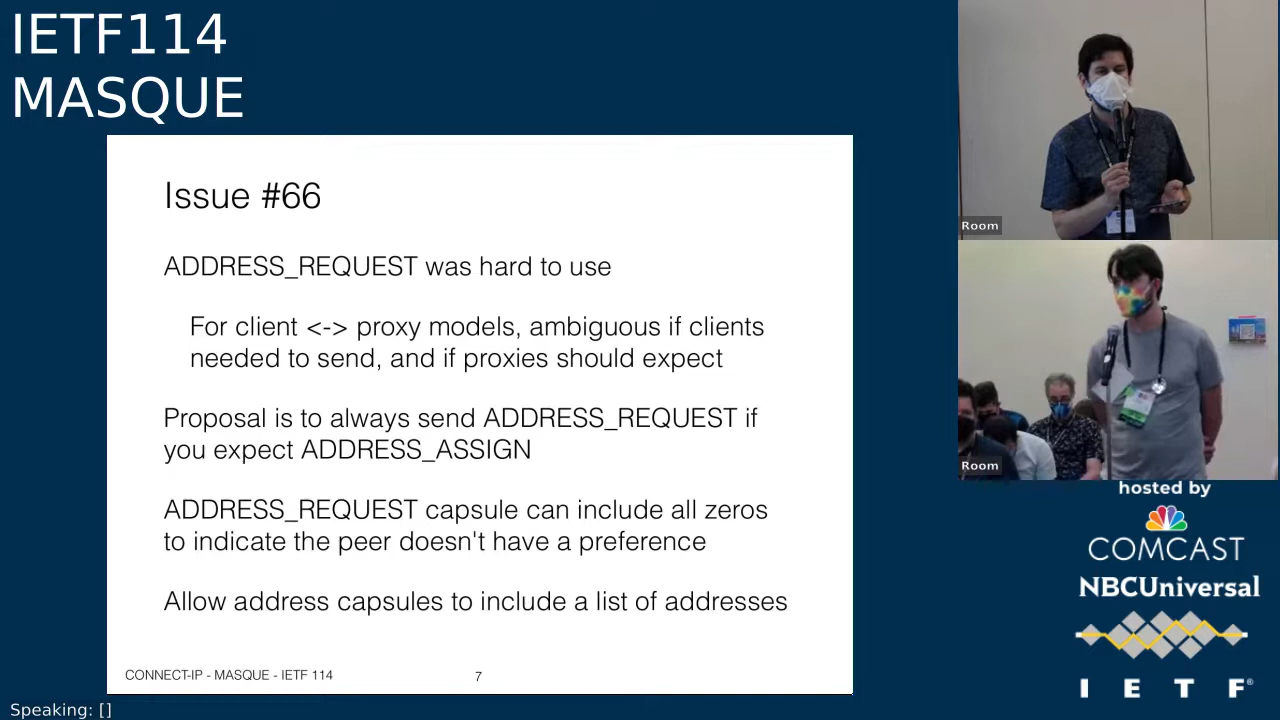 IETF114
MASQUE
Issue #66
ADDRESS_REQUEST was hard to use
For client <-> proxy models, ambiguous if clients
needed to send, and if proxies should expect
Proposal is to always send ADDRESS_REQUEST if
you expect ADDRESS_ASSIGN
ADDRESS_REQUEST capsule can include all zeros
to indicate the peer doesn't have a preference
Allow address capsules to include a list of addresses
CONNECT-IP - MASQUE - IETF 114
7
Room
Room
hosted by
COMCAST
NBCUniversal
I E T F®
Speaking: []